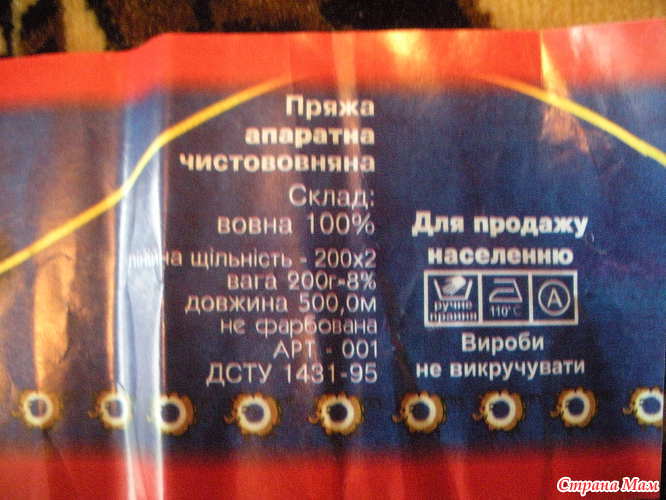 Пряжа
апаратна
чистововняна
Склад:
вовна 100%
лінійна щільність - 200х2
вага 200г-8%
довжина 500,0м
не фарбована
АРТ - 001
ДСТУ 1431-95
Для продажу
населенню
ручне
прання
110°С
А
Вироби
не викручувати
Страна Мам